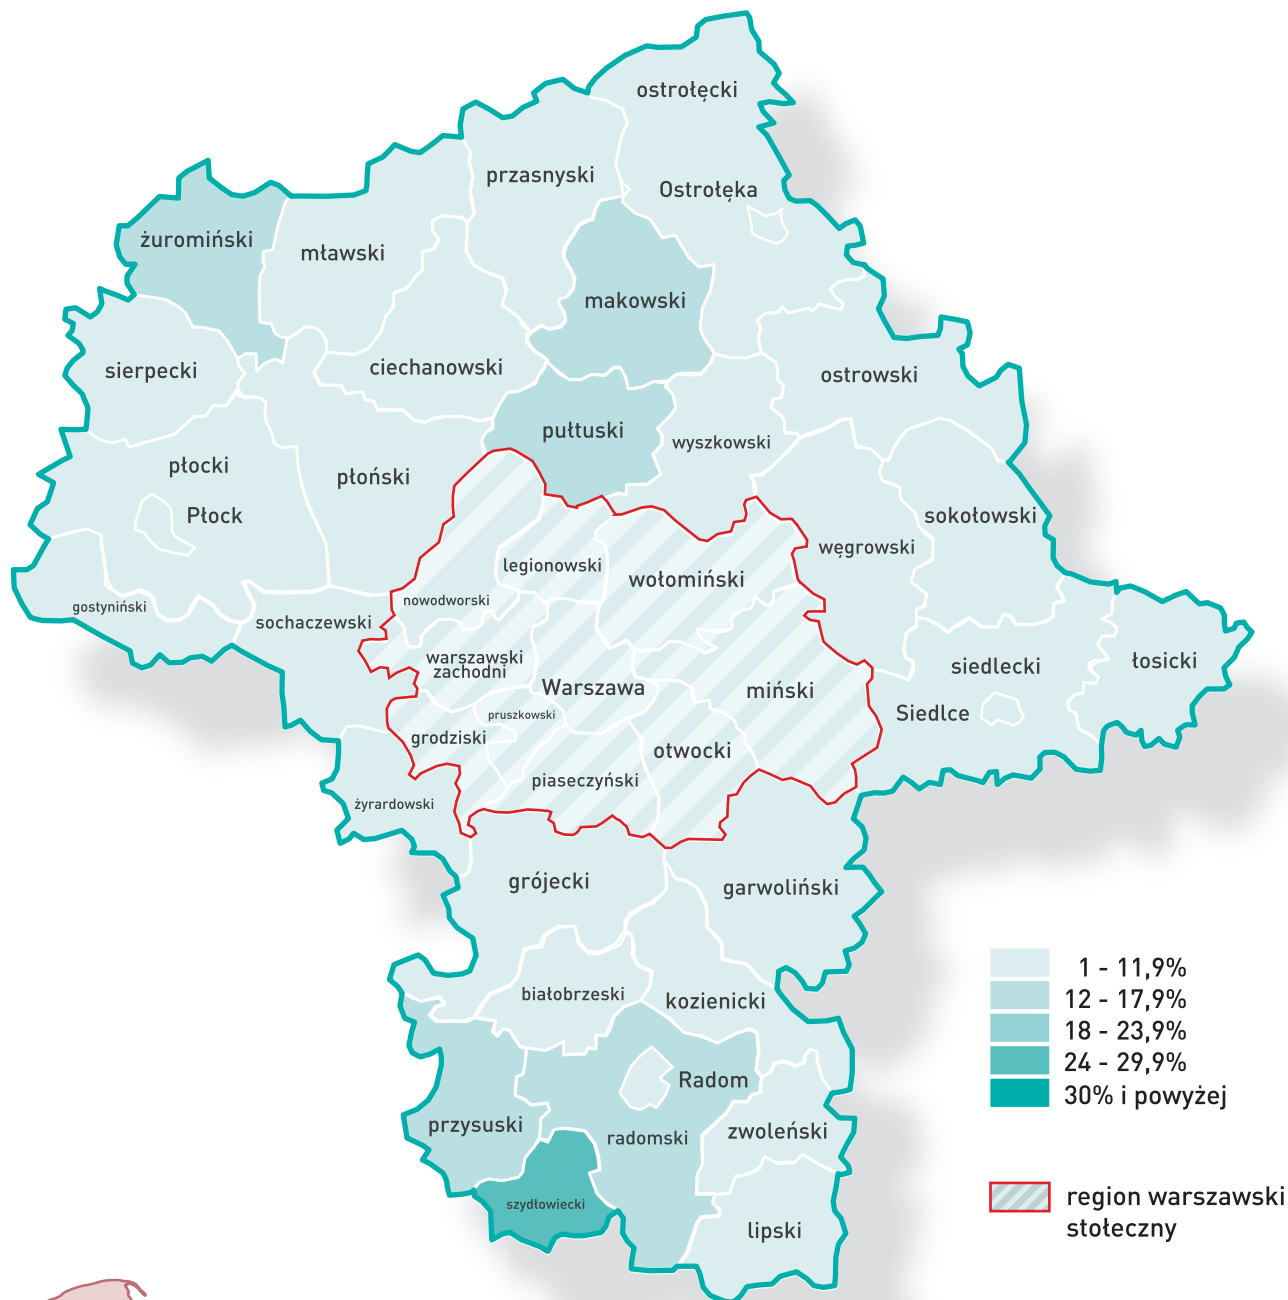 ostrołęcki
przasnyski
Ostrołęka
żuromiński
mławski
makowski
sierpecki
ciechanowski
ostrowski
pułtuski
wyszkowski
płocki
płoński
Płock
sokołowski
węgrowski
legionowski
wołomiński
nowodworski
gostyniński
sochaczewski
warszawski
zachodni
siedlecki
łosicki
Warszawa
miński
Siedlce
pruszkowski
grodziski
otwocki
piaseczyński
żyrardowski
grójecki
garwoliński
białobrzeski
kozienicki
Radom
przysuski
radomski
zwoleński
szydłowiecki
lipski
1 - 11,9%
12 - 17,9%
18 - 23,9%
24 - 29,9%
30% i powyżej
region warszawski
stołeczny